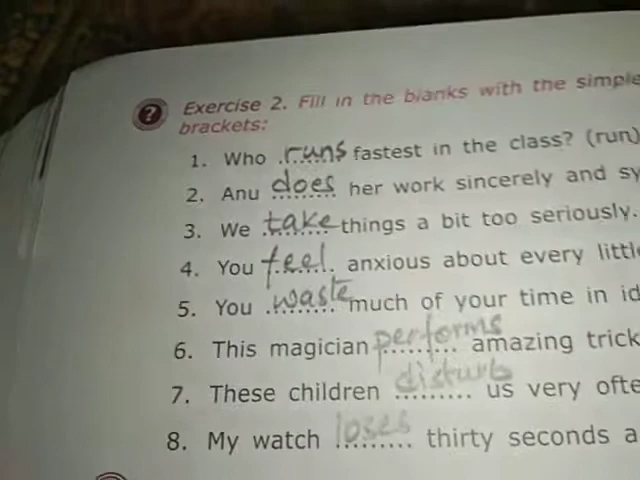 Exercise 2. Fill in the blanks with the simple
brackets:
1. Who runs fastest in the class? (run)
2. Anu does her work sincerely and sy
3. We take things a bit too seriously.
4. You feel anxious about every little
5. You waste much of your time in id
6. This magician performs amazing trick
7. These children disturb us very ofte
8. My watch loses thirty seconds a